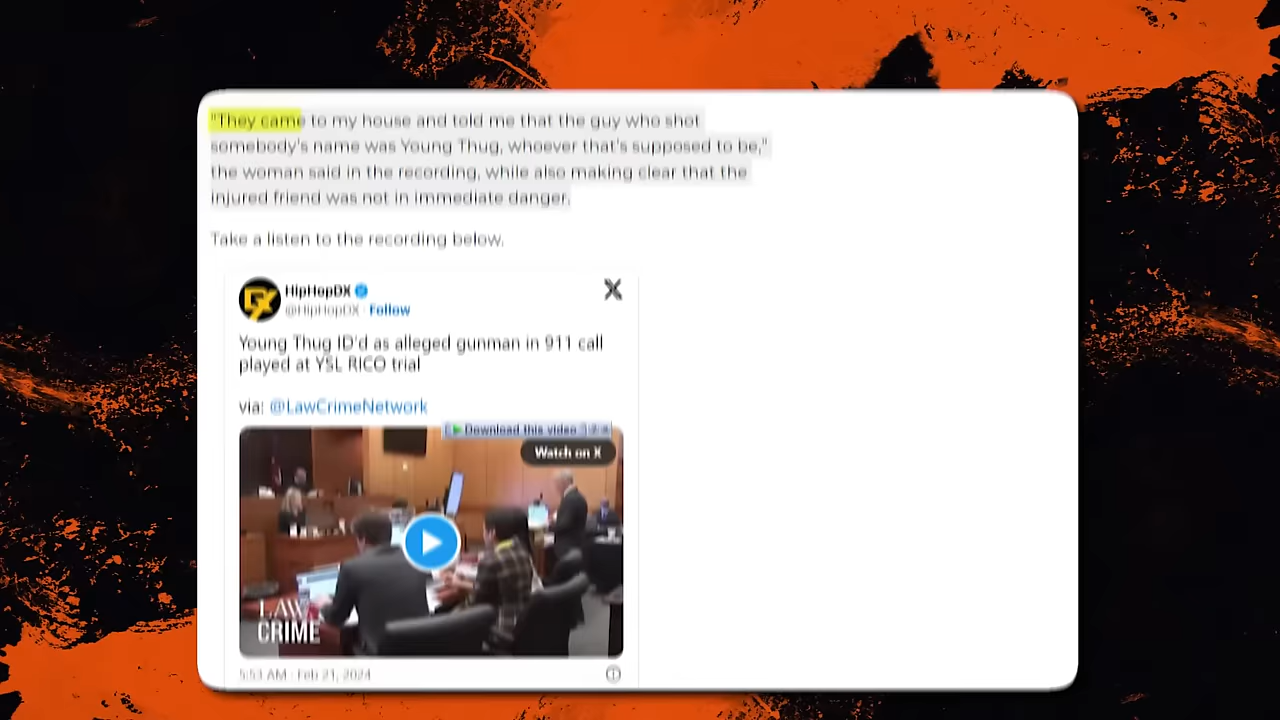 "They came to my house and told me that the guy who shot
somebody's name was Young Thug, whoever that's supposed to be,"
the woman said in the recording, while also making clear that the
injured friend was not in immediate danger.
Take a listen to the recording below.
HipHopDX
@HipHopDX · Follow
Young Thug ID'd as alleged gunman in 911 call
played at YSL RICO trial
via: @LawCrimeNetwork
Download this video
Watch on X
LAW&
CRIME
5:53 AM · Feb 21, 2024